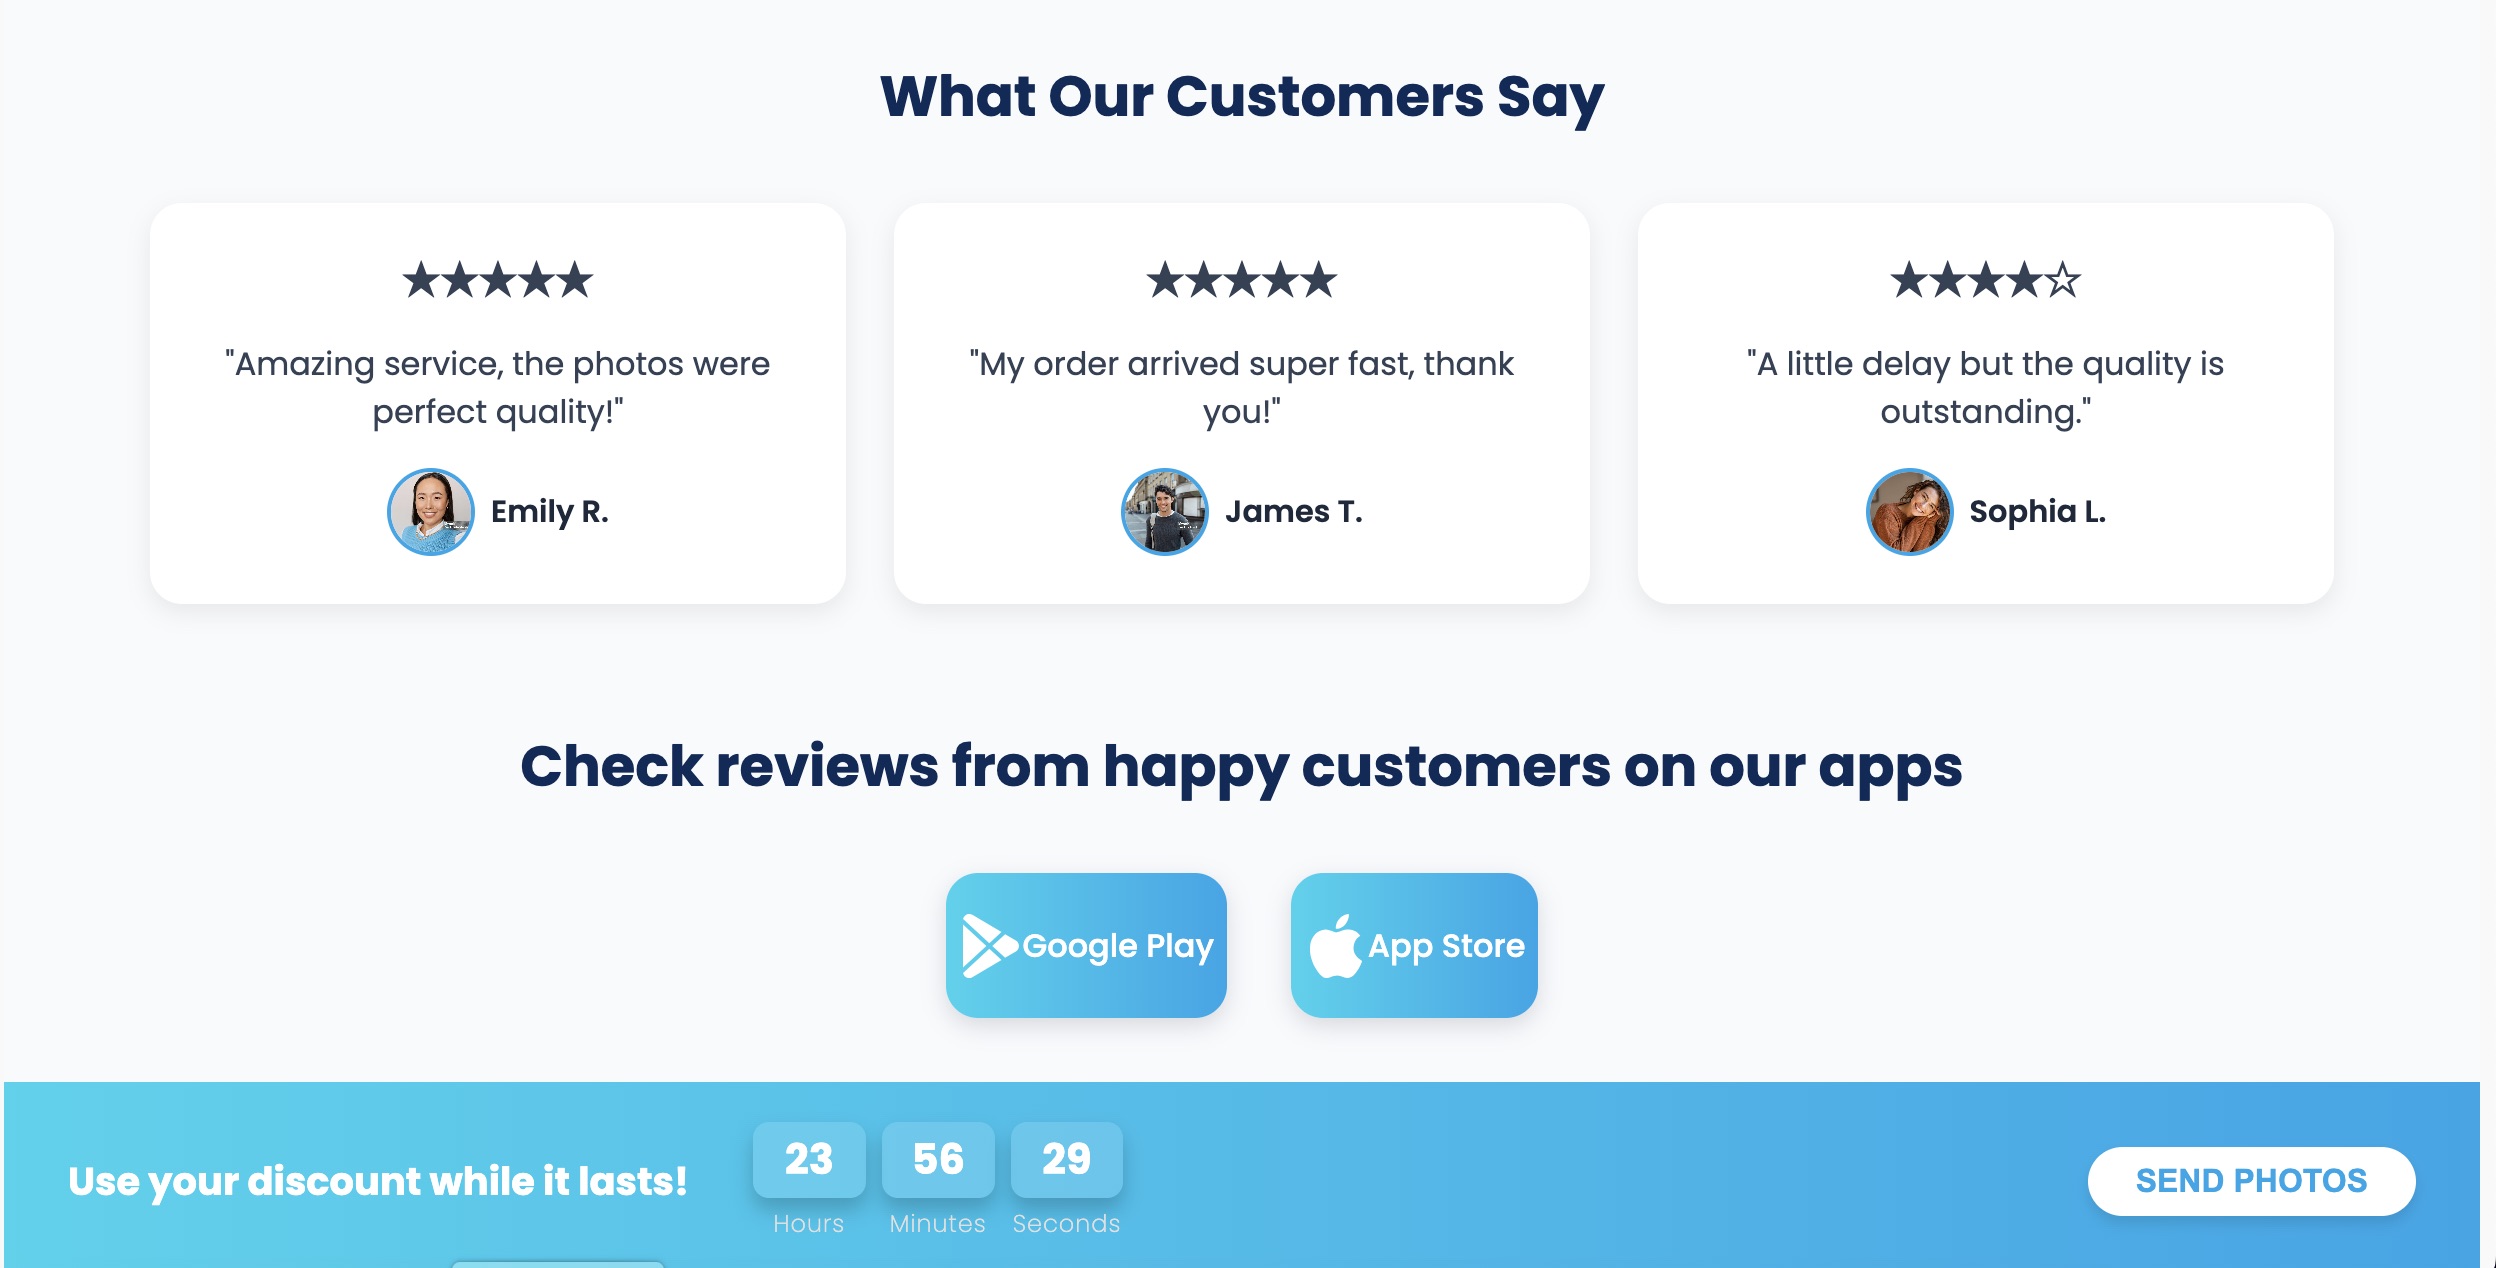 What Our Customers Say
★★★★★
"Amazing service, the photos were
perfect quality!"
Emily R.
★★★★★
"My order arrived super fast, thank
you!"
James T.
★★★★☆
"A little delay but the quality is
outstanding."
Sophia L.
Check reviews from happy customers on our apps
Google Play
App Store
Use your discount while it lasts!
23 56 29
Hours Minutes Seconds
SEND PHOTOS